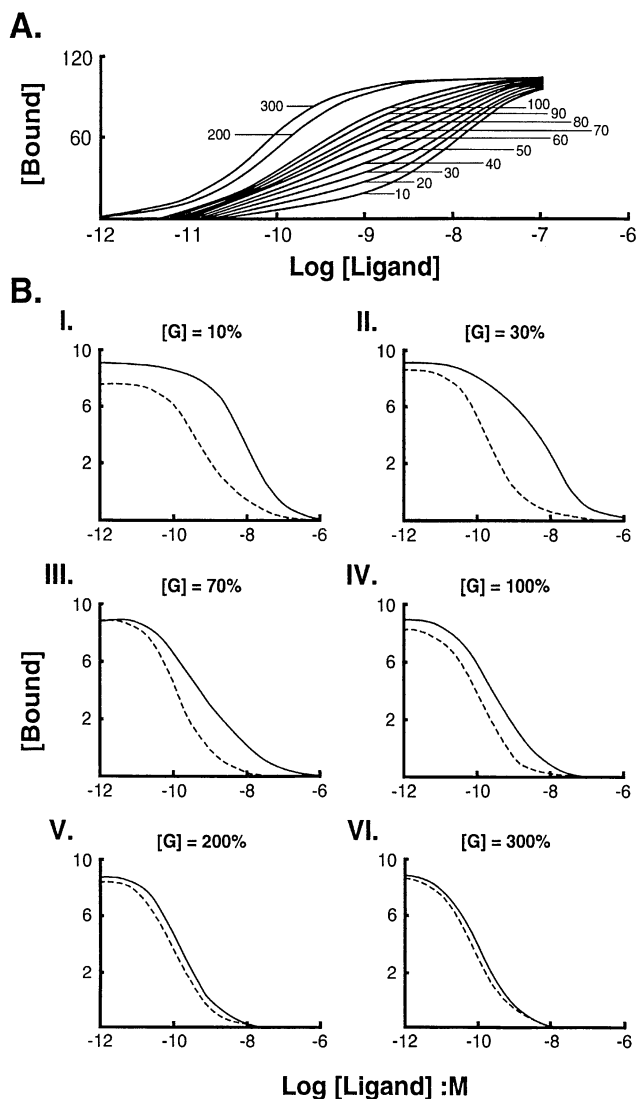 A.
120
60
[Bound]
300
200
100
90
80
70
60
50
40
30
20
10
-12 -11 -10 -9 -8 -7 -6
Log [Ligand]
B.
I. [G] = 10%
10
6
2
-12 -10 -8 -6
II. [G] = 30%
10
6
2
-12 -10 -8 -6
III. [G] = 70%
10
6
2
-12 -10 -8 -6
IV. [G] = 100%
10
6
2
-12 -10 -8 -6
[Bound]
V. [G] = 200%
10
6
2
-12 -10 -8 -6
VI. [G] = 300%
10
6
2
-12 -10 -8 -6
Log [Ligand] :M